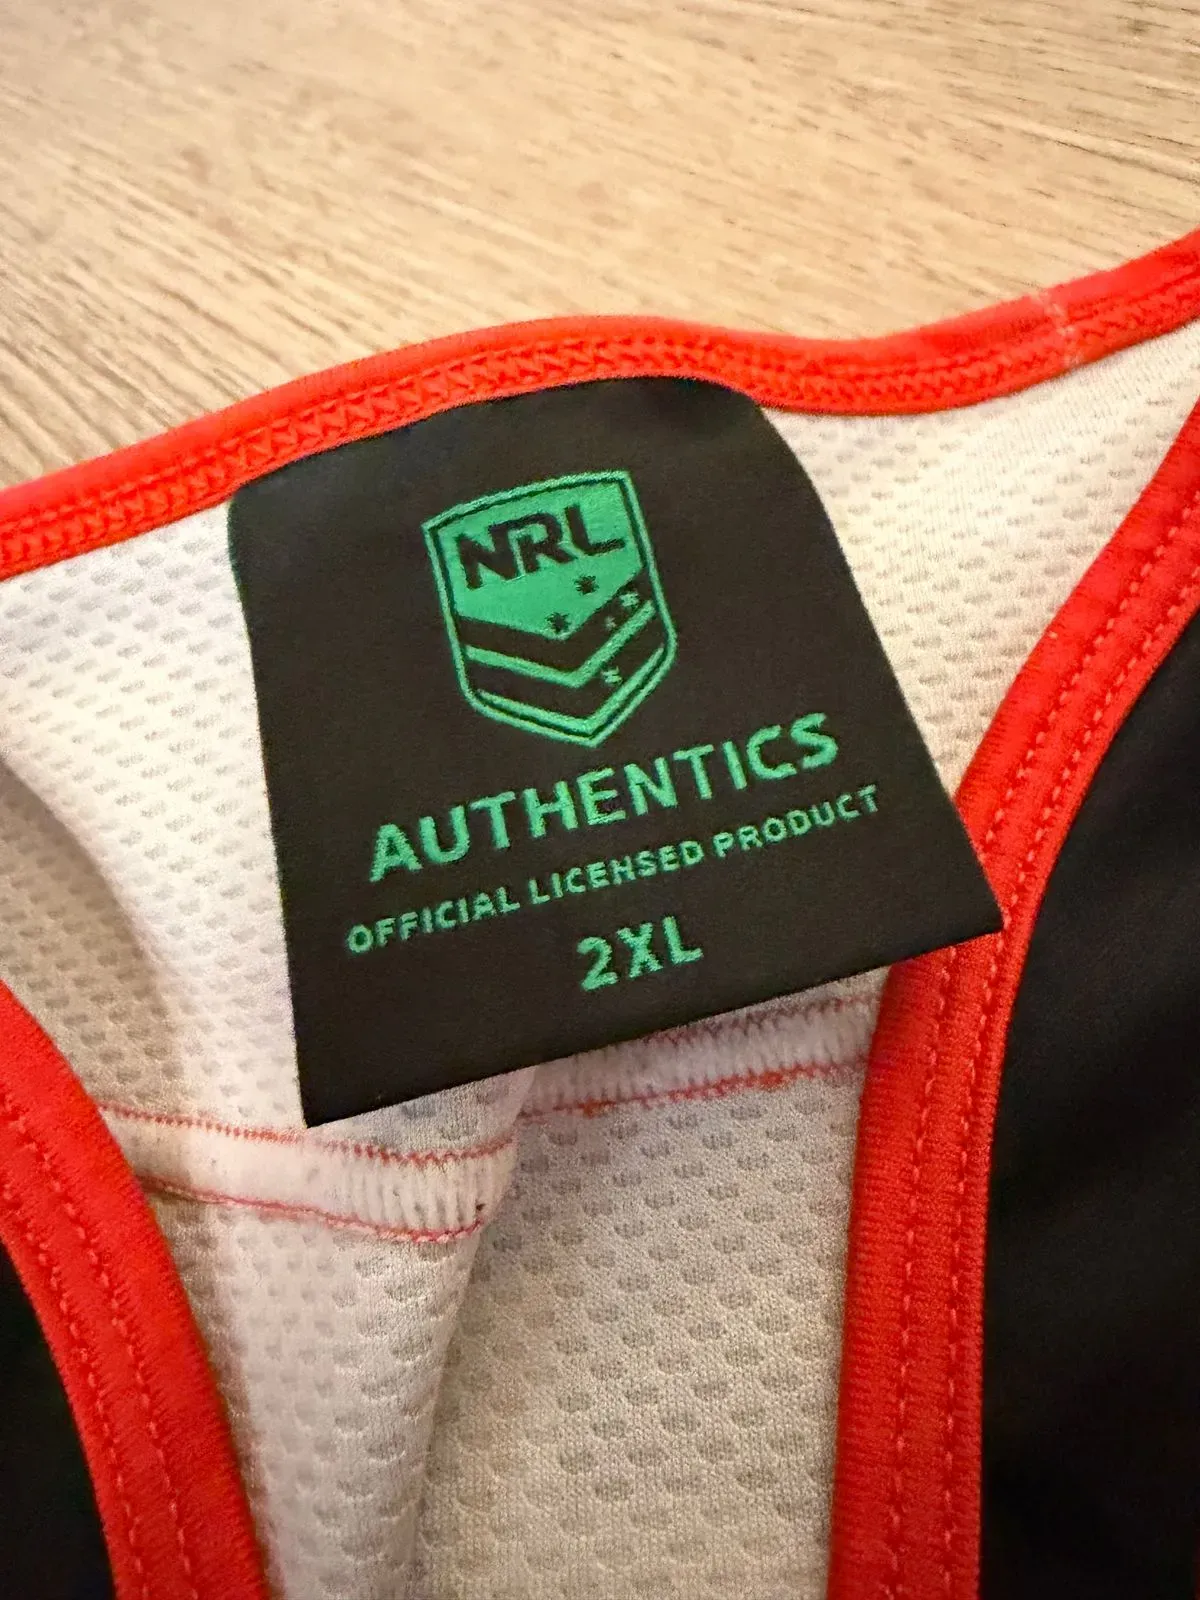 NRL
AUTHENTICS
OFFICIAL LICENSED PRODUCT
2XL